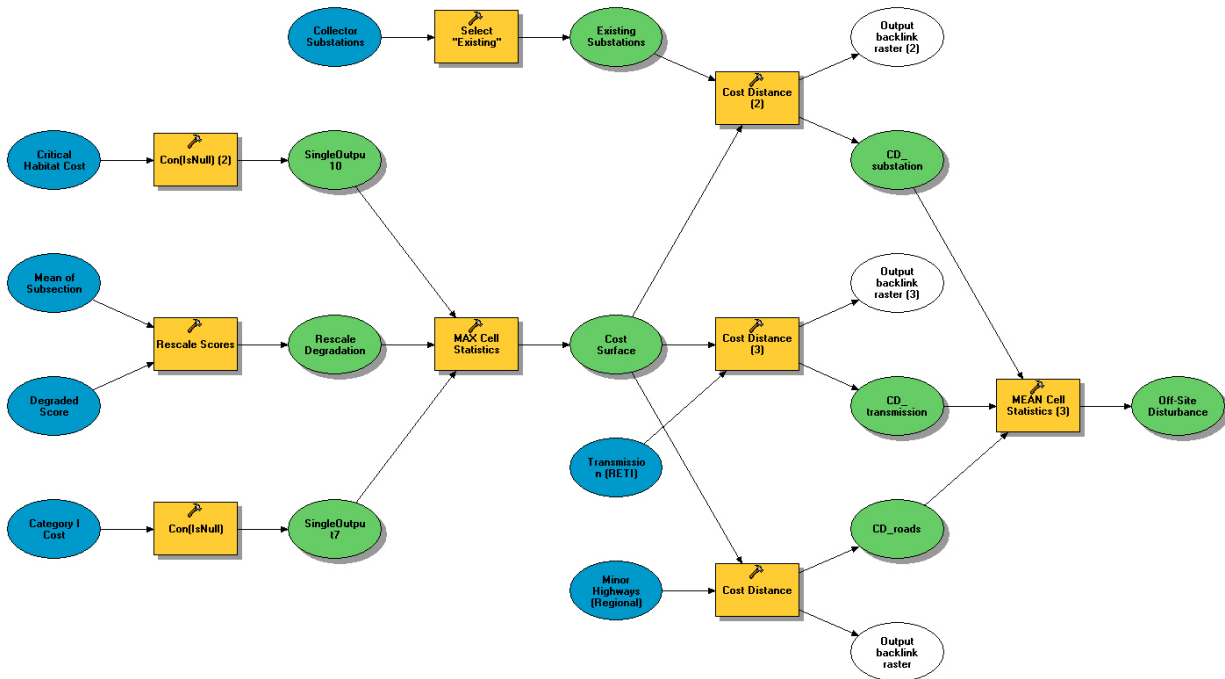 Collector
Substations
Select
"Existing"
Existing
Substations
Output
backlink
raster (2)
Cost Distance
(2)
Critical
Habitat Cost
Con(IsNull) (2)
SingleOutpu
10
CD_
substation
Mean of
Subsection
Output
backlink
raster (3)
Rescale Scores
Rescale
Degradation
MAX Cell
Statistics
Cost
Surface
Cost Distance
(3)
Degraded
Score
CD_
transmission
MEAN Cell
Statistics (3)
Off-Site
Disturbance
Transmissio
n (RETI)
Category I
Cost
Con(IsNull)
SingleOutpu
t7
CD_roads
Minor
Highways
(Regional)
Cost Distance
Output
backlink
raster